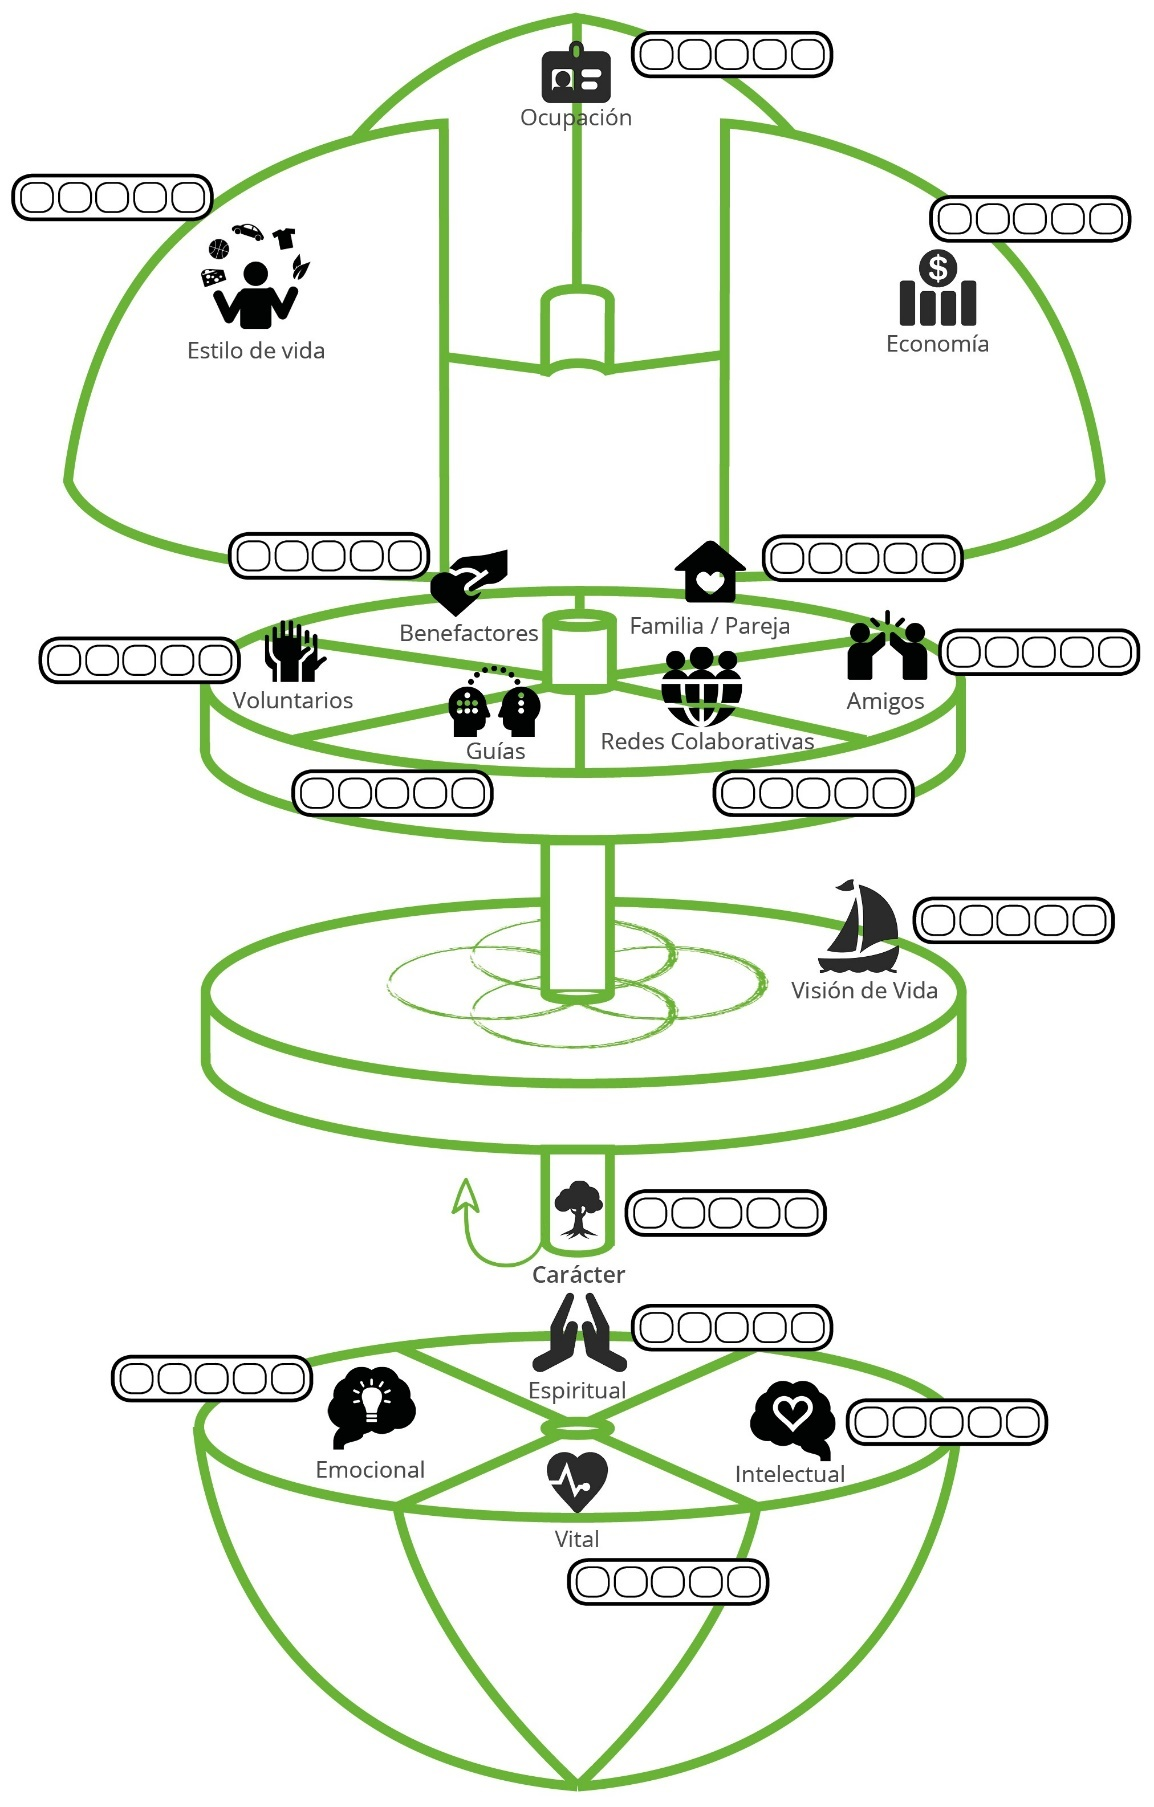 Ocupación
Estilo de vida
$
Economía
Benefactores
Familia / Pareja
Voluntarios
Amigos
Guías
Redes Colaborativas
Visión de Vida
Carácter
Espiritual
Emocional
Intelectual
Vital